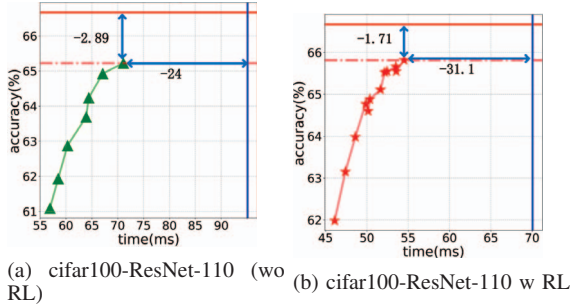 66
65
64
63
62
61
accuracy(%)
-2.89
-24
55 60 65 70 75 80 85 90
time(ms)
(a) cifar100-ResNet-110 (wo
RL)
66
65
64
63
62
accuracy(%)
-1.71
-31.1
45 50 55 60 65 70
time(ms)
(b) cifar100-ResNet-110 w RL